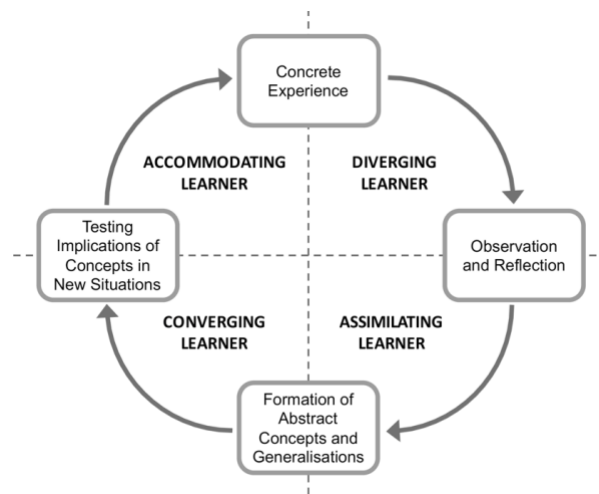 Concrete
Experience
ACCOMMODATING
LEARNER
DIVERGING
LEARNER
Testing
Implications of
Concepts in
New Situations
Observation
and Reflection
CONVERGING
LEARNER
ASSIMILATING
LEARNER
Formation of
Abstract
Concepts and
Generalisations